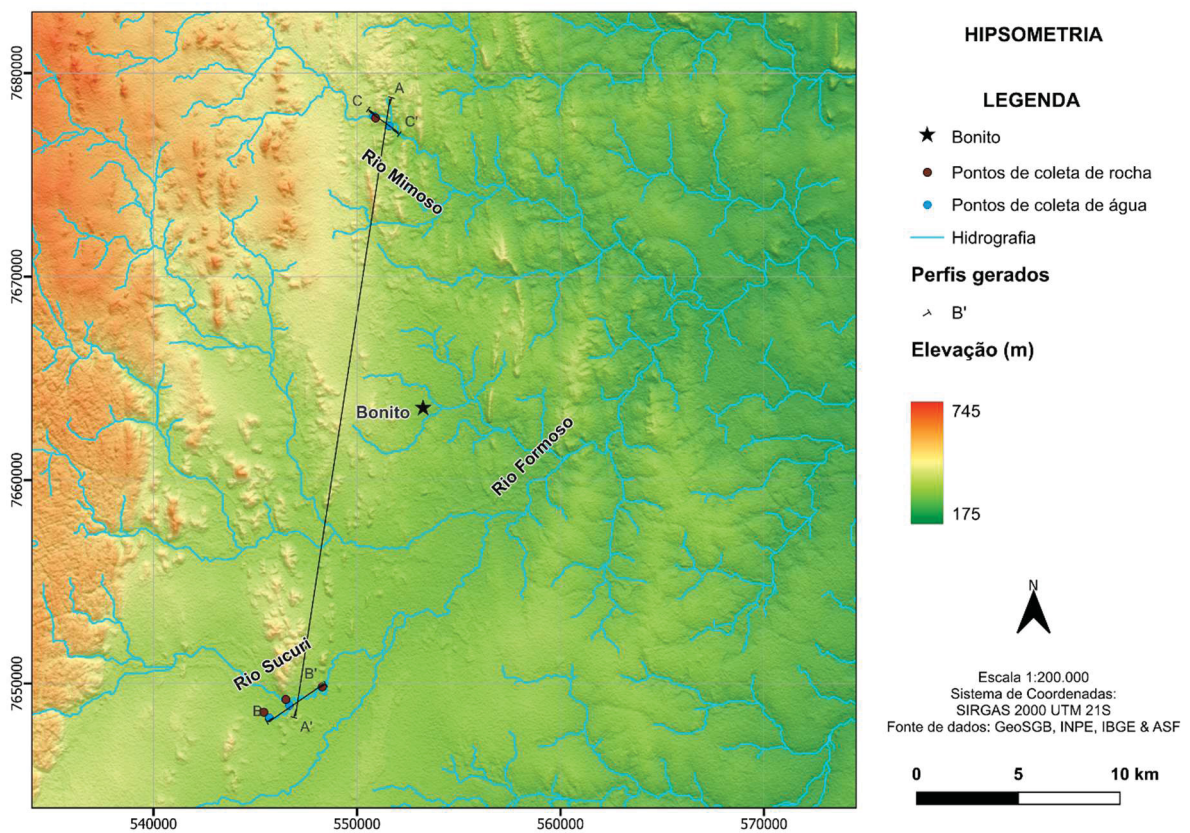 7680000
7670000
7660000
7650000
540000
550000
560000
570000
A
C
C'
Rio Mimoso
Bonito
Rio Formoso
Rio Sucuri
B'
B
A'
HIPSOMETRIA
LEGENDA
Bonito
Pontos de coleta de rocha
Pontos de coleta de água
Hidrografia
Perfis gerados
B'
Elevação (m)
745
175
N
Escala 1:200.000
Sistema de Coordenadas:
SIRGAS 2000 UTM 21S
Fonte de dados: GeoSGB, INPE, IBGE & ASF
0 5 10 km